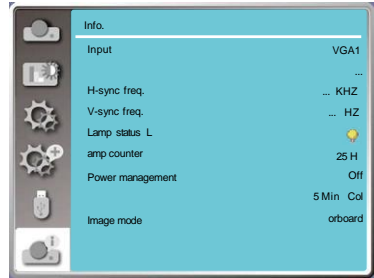 Info.
Input VGA1
...
H-sync freq. ... KHZ
V-sync freq. ... HZ
Lamp status L
amp counter 25 H
Power management Off
5 Min Col
Image mode orboard